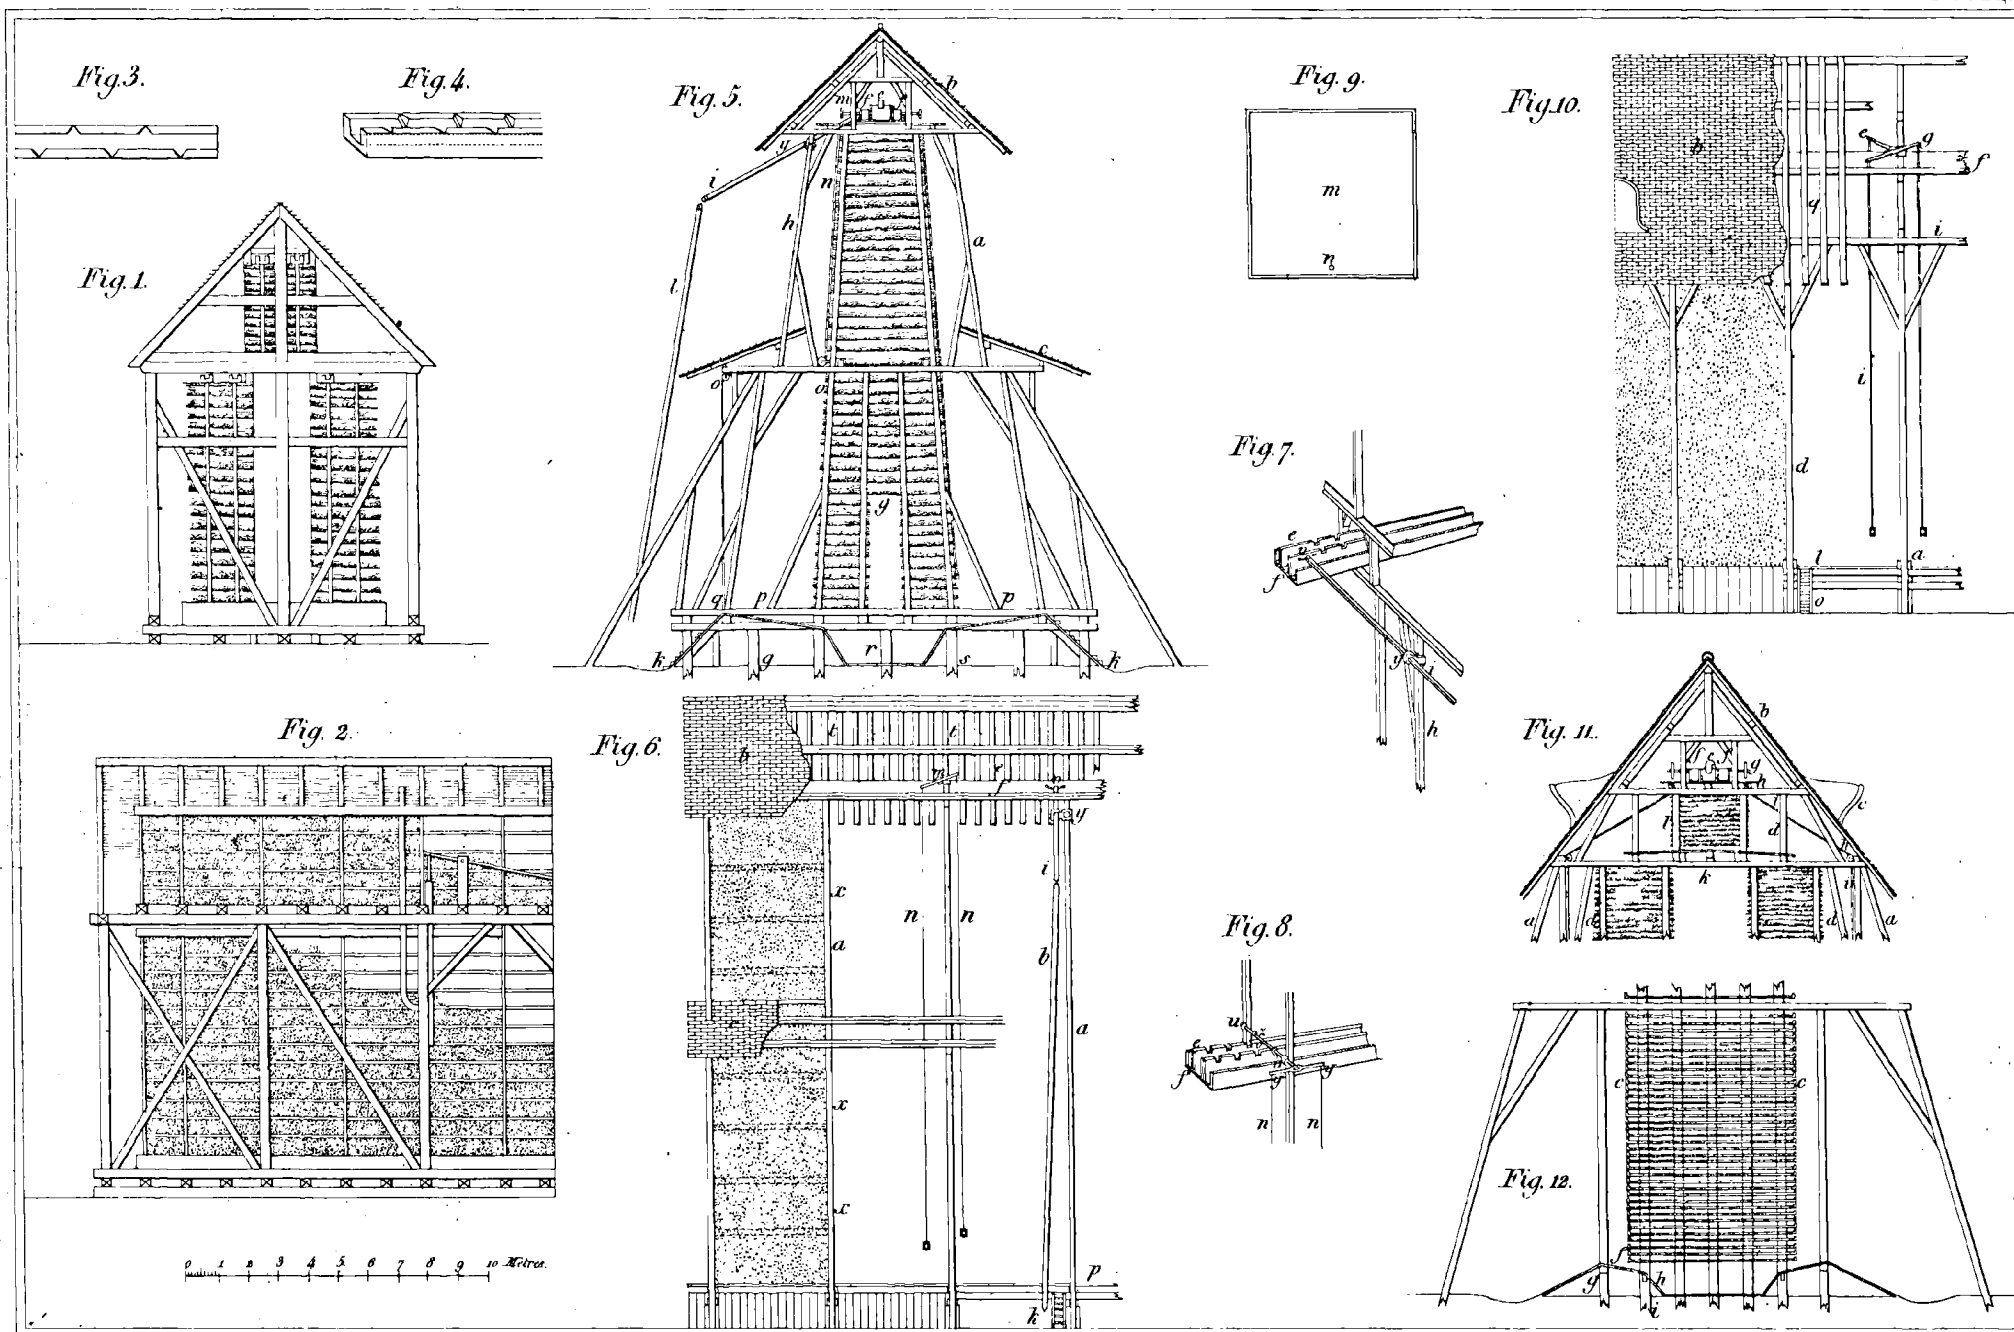 Fig. 3.
Fig. 4.
Fig. 1.
Fig. 2.
0 1 2 3 4 5 6 7 8 9 10 Mètres.
Fig. 5.
b
m f
y
i
n
h
a
l
c
o
o
g
q p p
k g r s k
Fig. 6.
t t
b
m e
f
y
i
x
n n
a
b
a
x
x
p
k
Fig. 9.
m
n
Fig. 7.
e
f
y i
h
Fig. 8.
u
e
f
y y
n n
Fig. 10.
b
e g
f
q
i
i
d
l a
o
Fig. 11.
b
f f
g
h
c
l d
k
a d d a
Fig. 12.
c c
f
g h
i